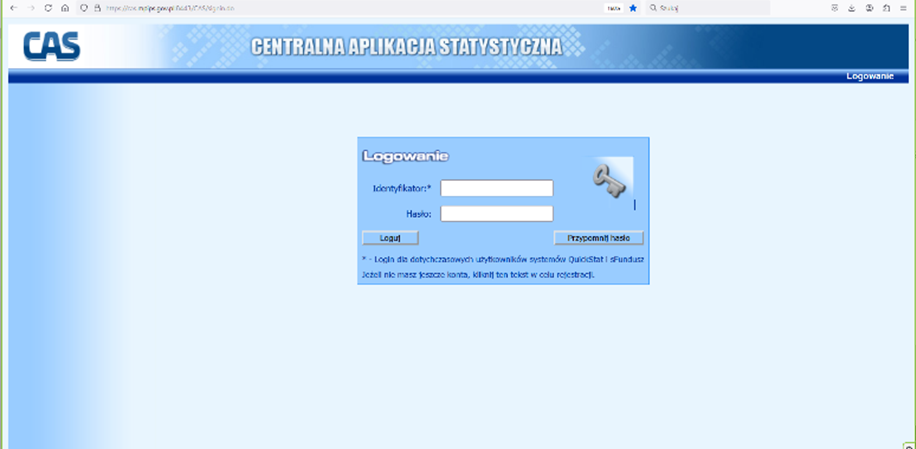 Szukaj
CAS
CENTRALNA APLIKACJA STATYSTYCZNA
Logowanie
Logowanie
Identyfikator:*
Hasło:
Loguj
Przypomnij hasło
* - Login dla dotychczasowych użytkowników systemów QuickStat i sFundusz
Jeżeli nie masz jeszcze konta, kliknij ten tekst w celu rejestracji.